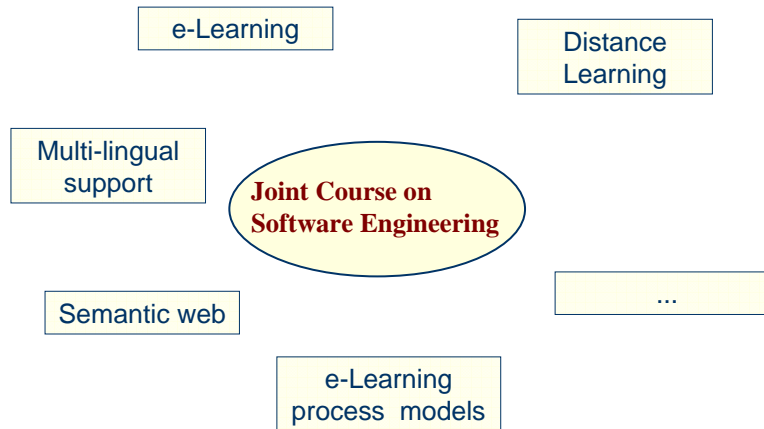 e-Learning
Distance
Learning
Multi-lingual
support
Joint Course on
Software Engineering
...
Semantic web
e-Learning
process models